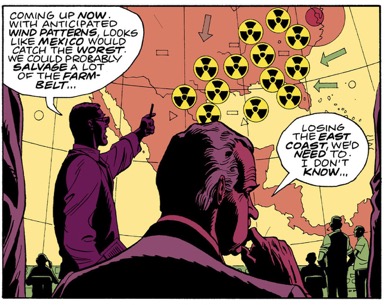 COMING UP NOW.
WITH ANTICIPATED
WIND PATTERNS, LOOKS
LIKE MEXICO WOULD
CATCH THE WORST.
WE COULD PROBABLY
SALVAGE A LOT
OF THE FARM-
BELT...
LOSING
THE EAST
COAST, WE'D
NEED TO-
I DON'T
KNOW...